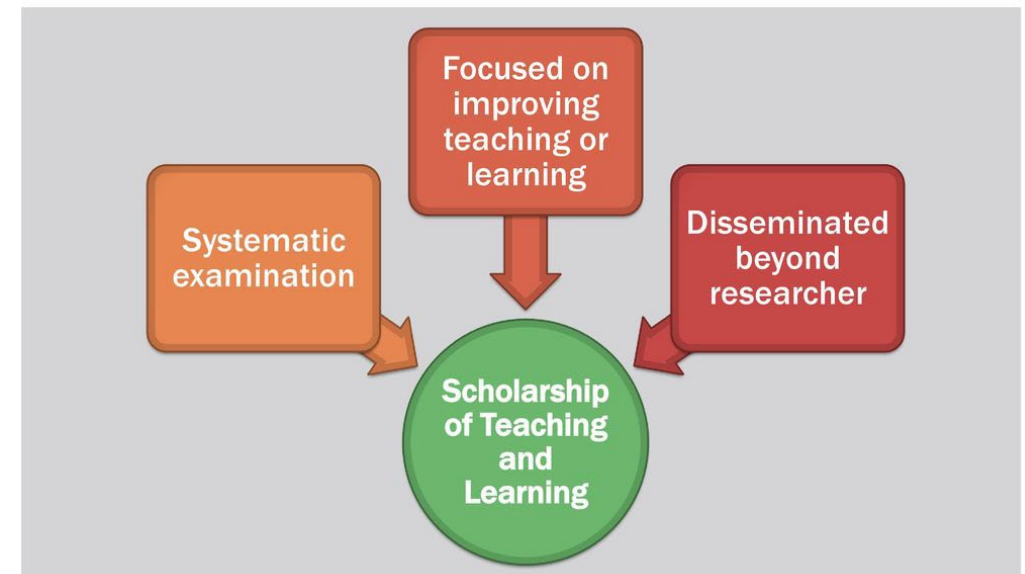 Focused on
improving
teaching or
learning
Systematic
examination
Disseminated
beyond
researcher
Scholarship
of Teaching
and
Learning